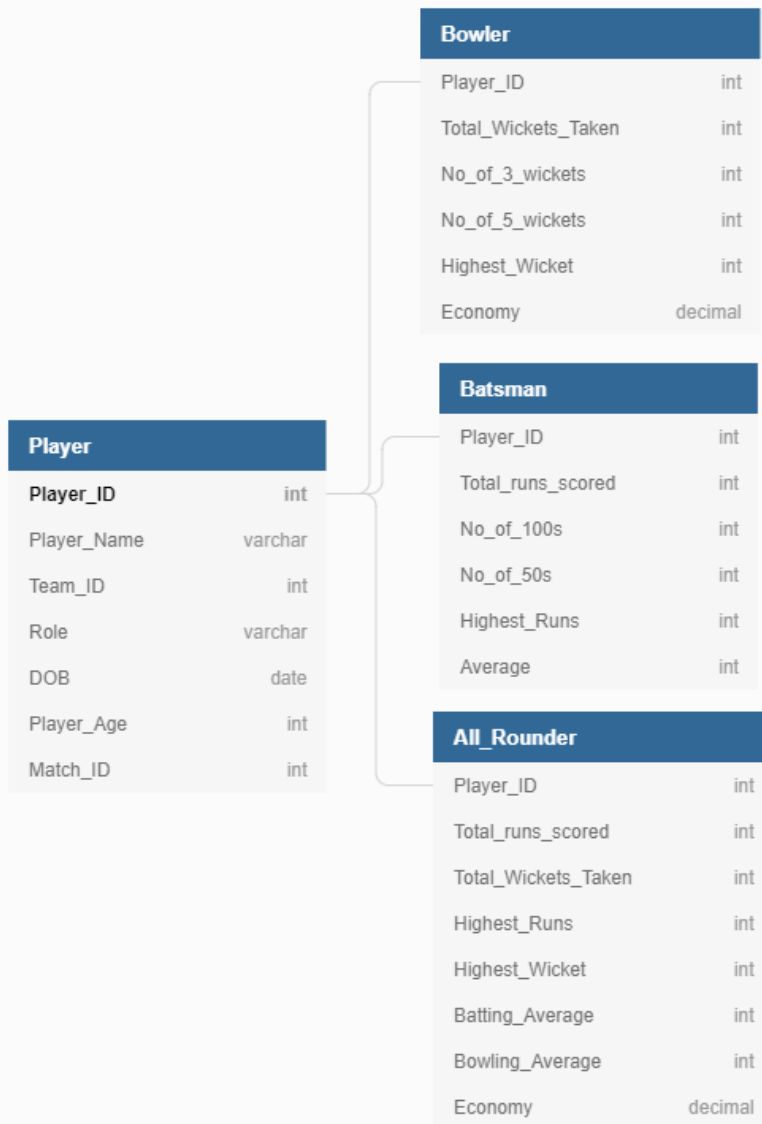 Bowler
Player_ID int
Total_Wickets_Taken int
No_of_3_wickets int
No_of_5_wickets int
Highest_Wicket int
Economy decimal
Batsman
Player_ID int
Total_runs_scored int
No_of_100s int
No_of_50s int
Highest_Runs int
Average int
Player
Player_ID int
Player_Name varchar
Team_ID int
Role varchar
DOB date
Player_Age int
Match_ID int
All_Rounder
Player_ID int
Total_runs_scored int
Total_Wickets_Taken int
Highest_Runs int
Highest_Wicket int
Batting_Average int
Bowling_Average int
Economy decimal